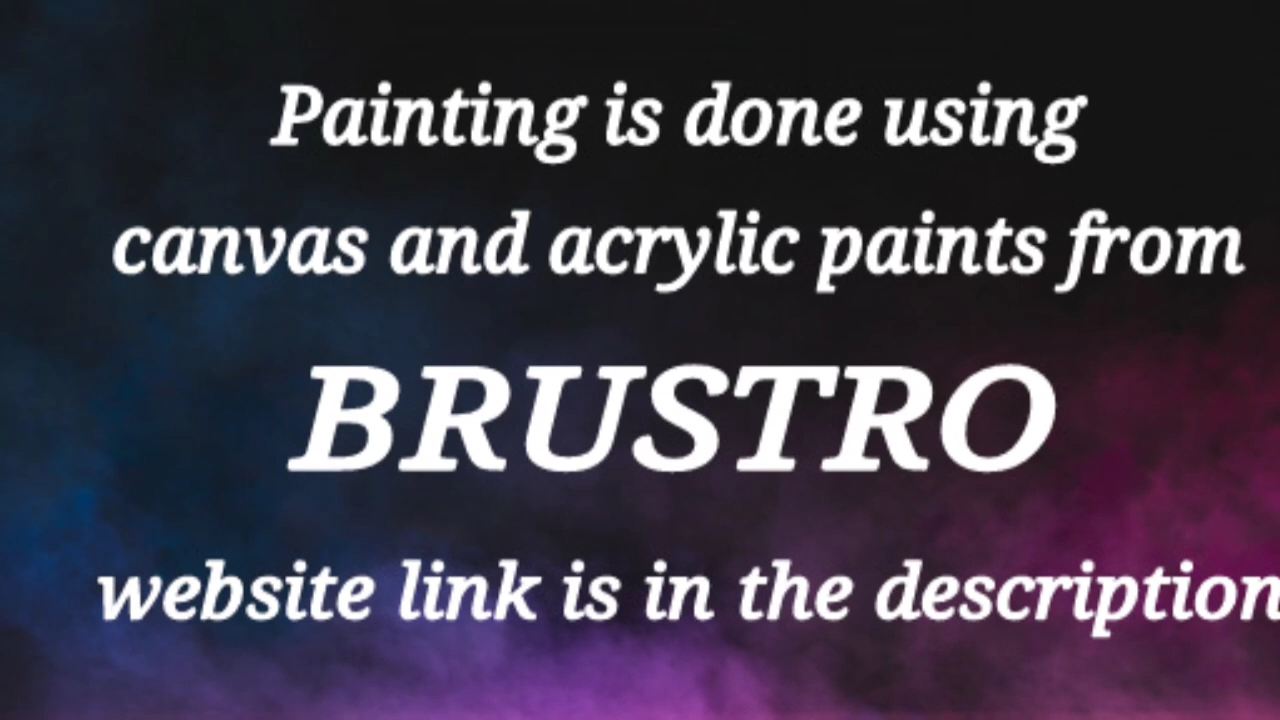 Painting is done using
canvas and acrylic paints from
BRUSTRO
website link is in the description